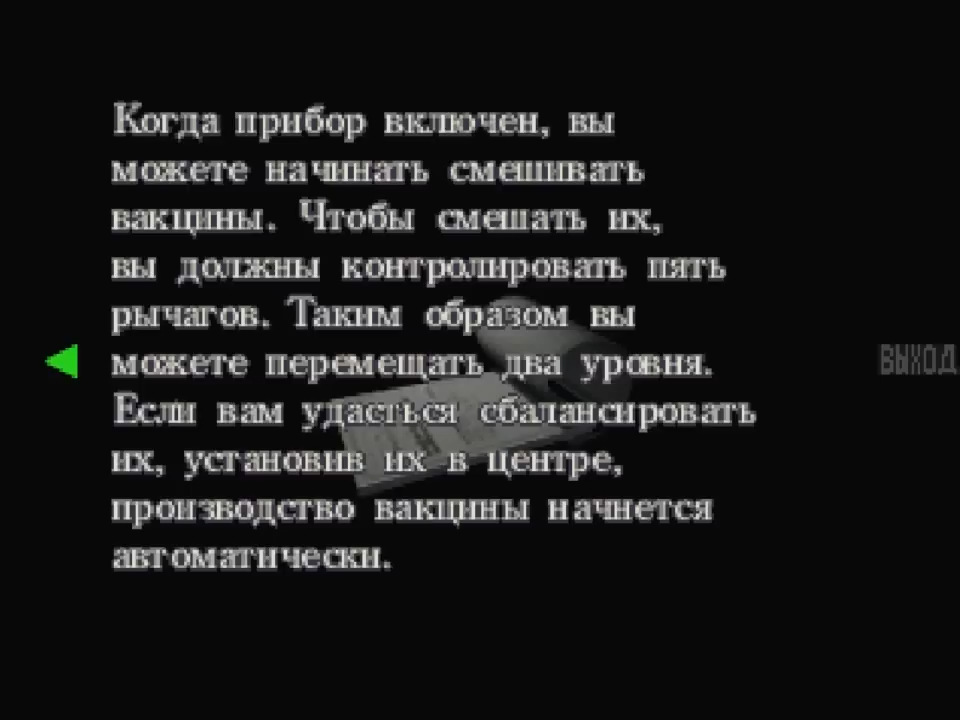 Когда прибор включен, вы
можете начинать смешивать
вакцины. Чтобы смешать их,
вы должны контролировать пять
рычагов. Таким образом вы
можете перемещать два уровня.
ВЫХОД
Если вам удасться сбалансировать
их, установив их в центре,
производство вакцины начнется
автоматически.